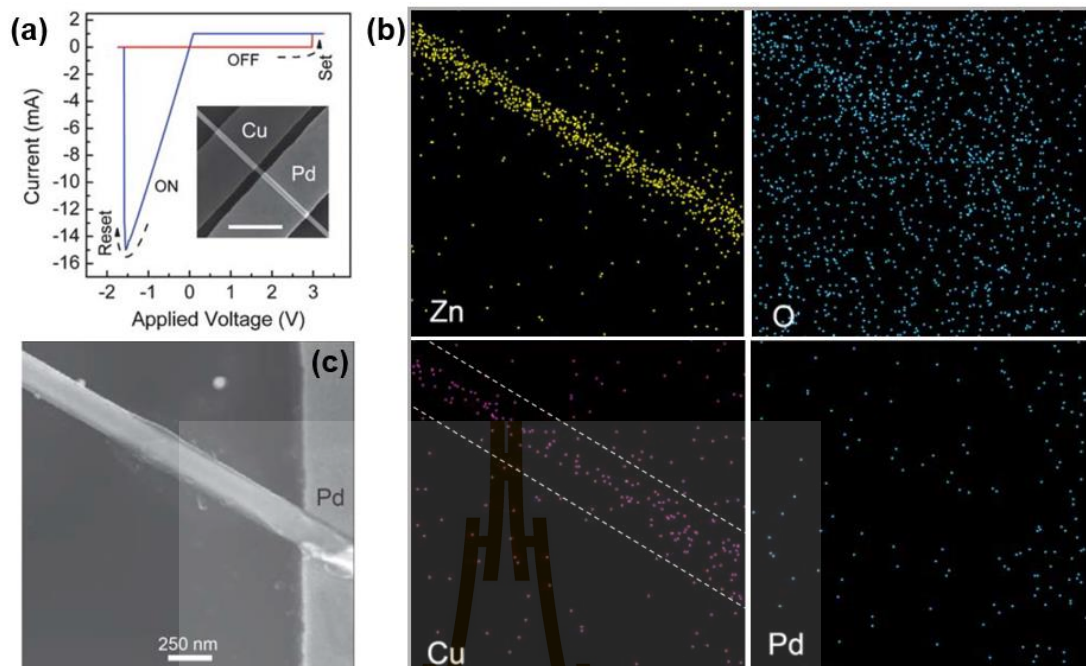 (a)
2
0
-2
-4
-6
-8
-10
-12
-14
-16
Current (mA)
-2 -1 0 1 2 3
Applied Voltage (V)
OFF
Set
ON
Reset
Cu
Pd
(b)
Zn
O
Cu
Pd
(c)
Pd
250 nm